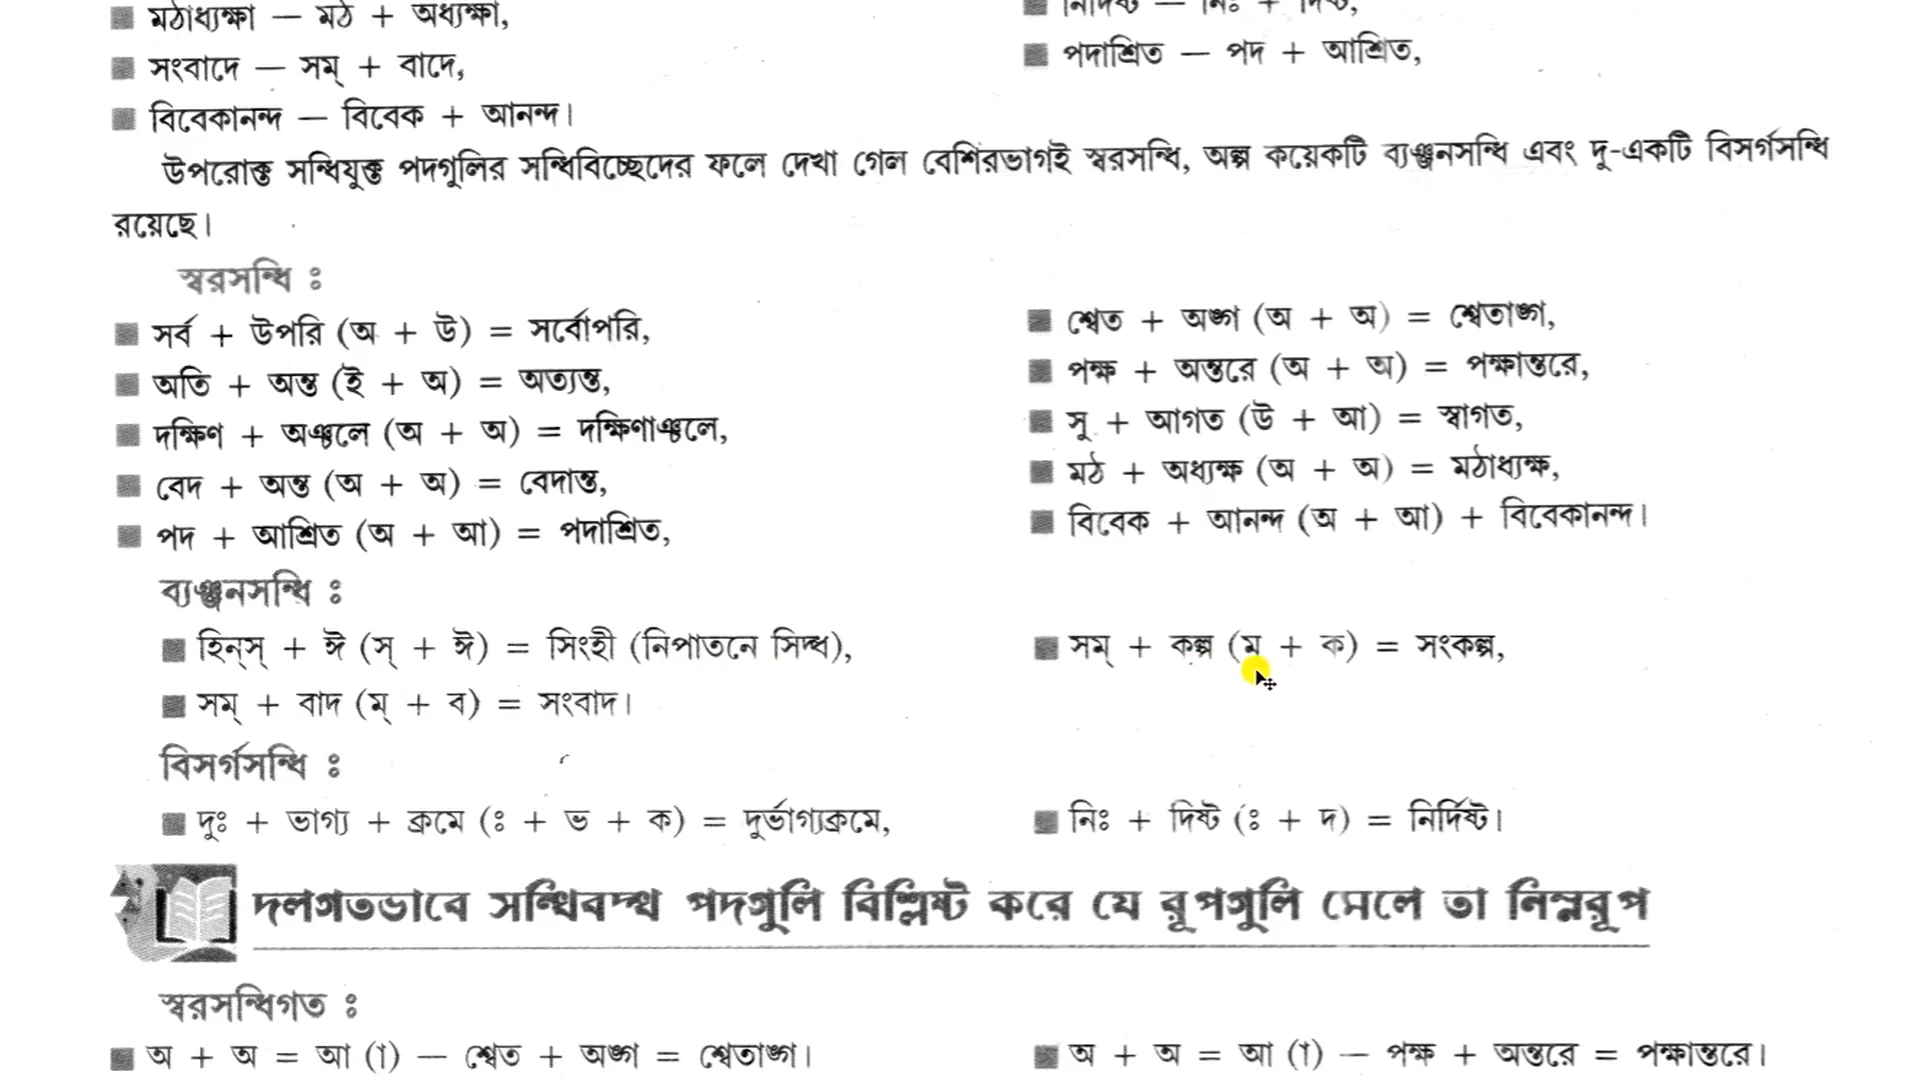 মঠাধ্যক্ষা — মঠ + অধ্যক্ষা,
নির্দিষ্ট — নিঃ + দিষ্ট,
সংবাদে — সম্ + বাদে,
পদাশ্রিত — পদ + আশ্রিত,
বিবেকানন্দ — বিবেক + আনন্দ।
উপরোক্ত সন্ধিযুক্ত পদগুলির সন্ধিবিচ্ছেদের ফলে দেখা গেল বেশিরভাগই স্বরসন্ধি, অল্প কয়েকটি ব্যঞ্জনসন্ধি এবং দু-একটি বিসর্গসন্ধি
রয়েছে।
স্বরসন্ধি ঃ
সর্ব + উপরি (অ + উ) = সর্বোপরি,
শ্বেত + অঙ্গ (অ + অ) = শ্বেতাঙ্গ,
অতি + অন্ত (ই + অ) = অত্যন্ত,
পক্ষ + অন্তরে (অ + অ) = পক্ষান্তরে,
দক্ষিণ + অঞ্চলে (অ + অ) = দক্ষিণাঞ্চলে,
সু + আগত (উ + আ) = স্বাগত,
বেদ + অন্ত (অ + অ) = বেদান্ত,
মঠ + অধ্যক্ষ (অ + অ) = মঠাধ্যক্ষ,
পদ + আশ্রিত (অ + আ) = পদাশ্রিত,
বিবেক + আনন্দ (অ + আ) + বিবেকানন্দ।
ব্যঞ্জনসন্ধি ঃ
হিন্‌স্ + ঈ (স্ + ঈ) = সিংহী (নিপাতনে সিদ্ধ),
সম্ + কল্প (ম্ + ক) = সংকল্প,
সম্ + বাদ (ম্ + ব) = সংবাদ।
বিসর্গসন্ধি ঃ
দুঃ + ভাগ্য + ক্রমে (ঃ + ভ + ক) = দুর্ভাগ্যক্রমে,
নিঃ + দিষ্ট (ঃ + দ) = নির্দিষ্ট।
দলগতভাবে সন্ধিবদ্ধ পদগুলি বিশ্লিষ্ট করে যে রূপগুলি মেলে তা নিম্নরূপ
স্বরসন্ধিগত ঃ
অ + অ = আ (া) — শ্বেত + অঙ্গ = শ্বেতাঙ্গ।
অ + অ = আ (া) — পক্ষ + অন্তরে = পক্ষান্তরে।